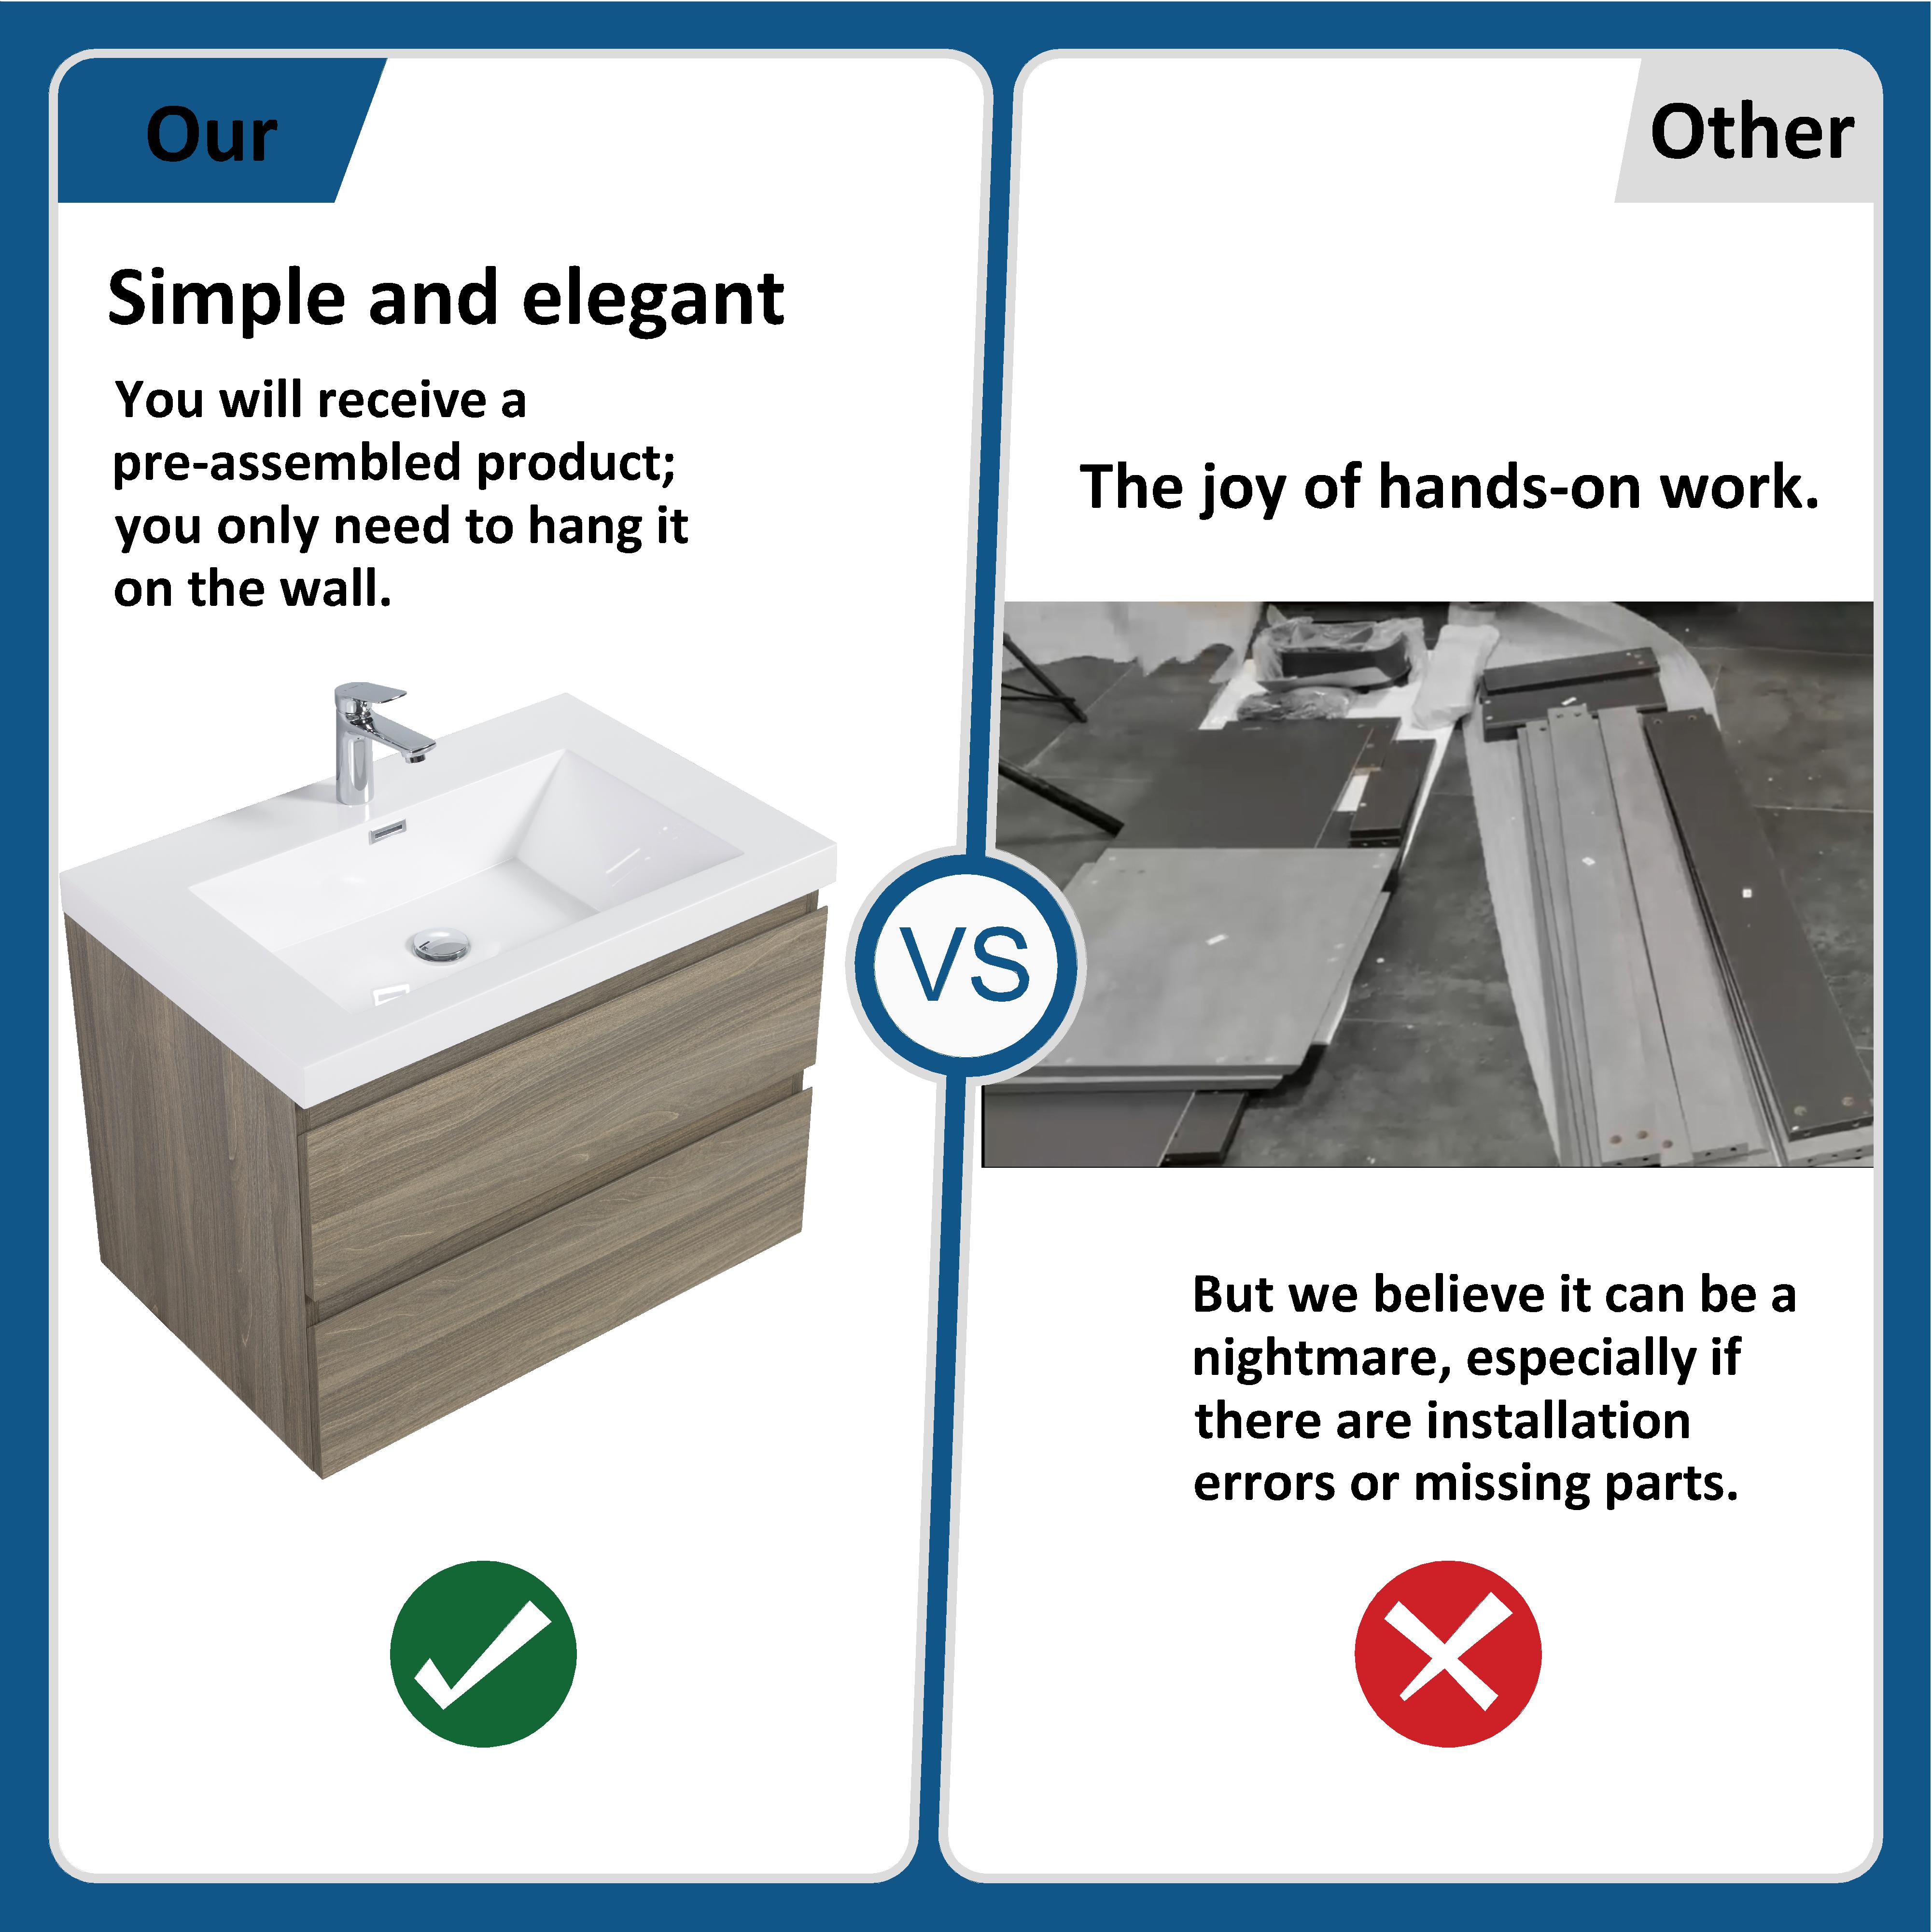 Our
Simple and elegant
You will receive a
pre-assembled product;
you only need to hang it
on the wall.
VS
Other
The joy of hands-on work.
But we believe it can be a
nightmare, especially if
there are installation
errors or missing parts.